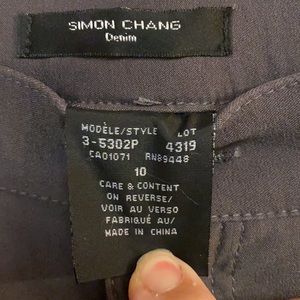 SIMON CHANG
Denim
MODÈLE/STYLE LOT
3-5302P 4319
CA01071 RN89448
10
CARE & CONTENT
ON REVERSE/
VOIR AU VERSO
FABRIQUÉ AU/
MADE IN CHINA